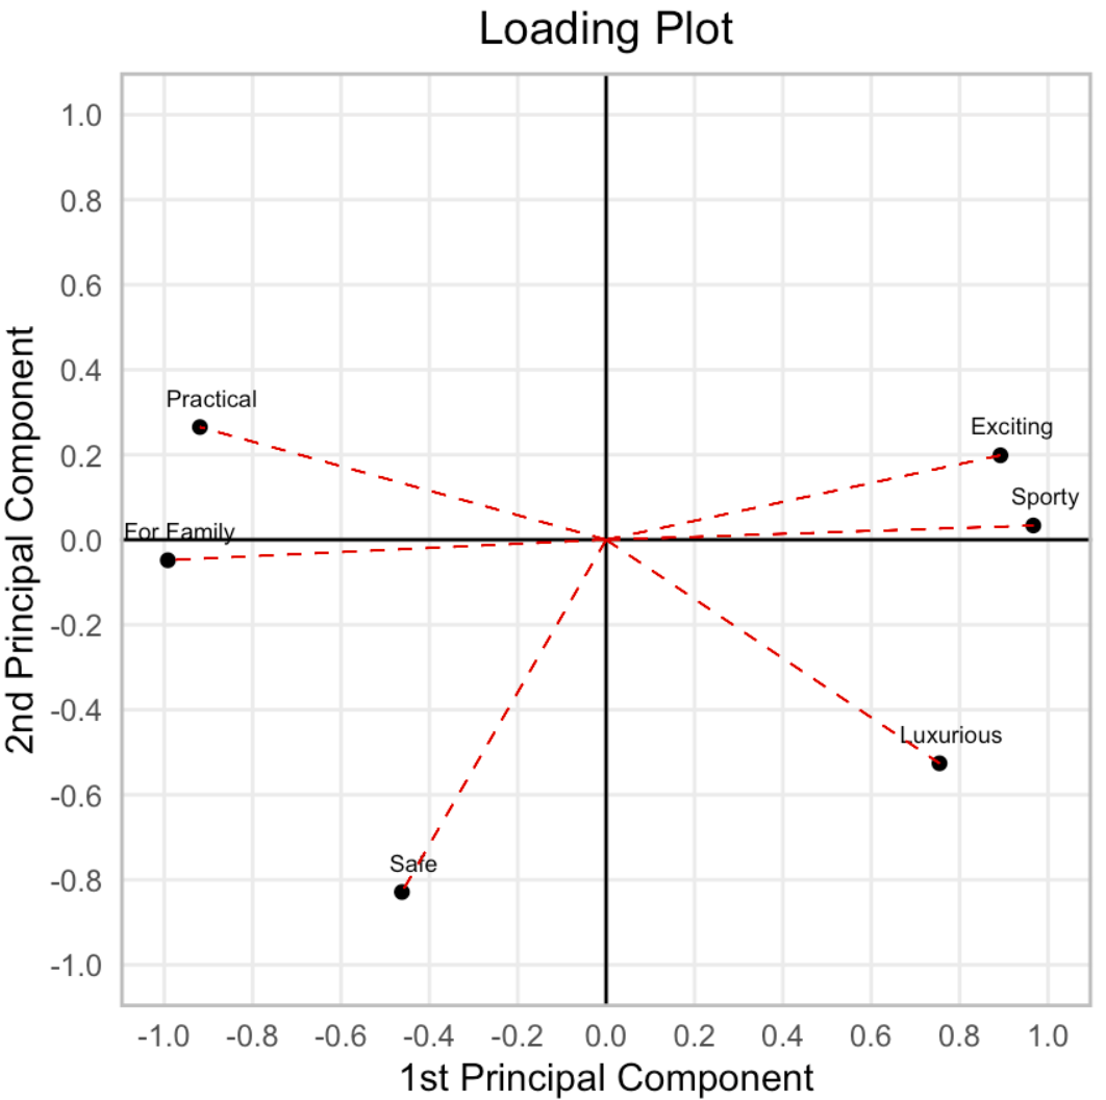 Loading Plot
1.0
0.8
0.6
0.4
0.2
0.0
-0.2
-0.4
-0.6
-0.8
-1.0
2nd Principal Component
Practical
Exciting
Sporty
For Family
Luxurious
Safe
-1.0 -0.8 -0.6 -0.4 -0.2 0.0 0.2 0.4 0.6 0.8 1.0
1st Principal Component